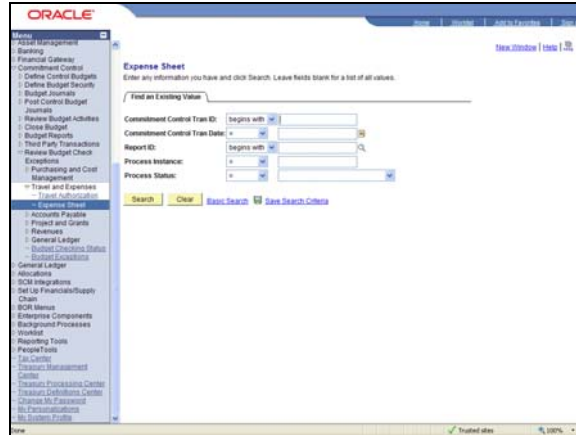 ORACLE
Home | Worklist | Add to Favorites | Sign
Menu
Asset Management
Banking
Financial Gateway
Commitment Control
Define Control Budgets
Define Budget Security
Budget Journals
Post Control Budget
Journals
Review Budget Activities
Close Budget
Budget Reports
Third Party Transactions
Review Budget Check
Exceptions
Purchasing and Cost
Management
Travel and Expenses
Travel Authorization
Expense Sheet
Accounts Payable
Project and Grants
Revenues
General Ledger
Budget Checking Status
Budget Exceptions
General Ledger
Allocations
SCM Integrations
Set Up Financials/Supply
Chain
BOR Menus
Enterprise Components
Background Processes
Worklist
Reporting Tools
PeopleTools
Tax Center
Treasury Management
Center
Treasury Processing Center
Treasury Definitions Center
Change My Password
My Personalizations
My System Profile
New Window | Help |
Expense Sheet
Enter any information you have and click Search. Leave fields blank for a list of all values.
Find an Existing Value
Commitment Control Tran ID: begins with
Commitment Control Tran Date: =
Report ID: begins with
Process Instance: =
Process Status: =
Search Clear Basic Search Save Search Criteria
Done Trusted sites 100%